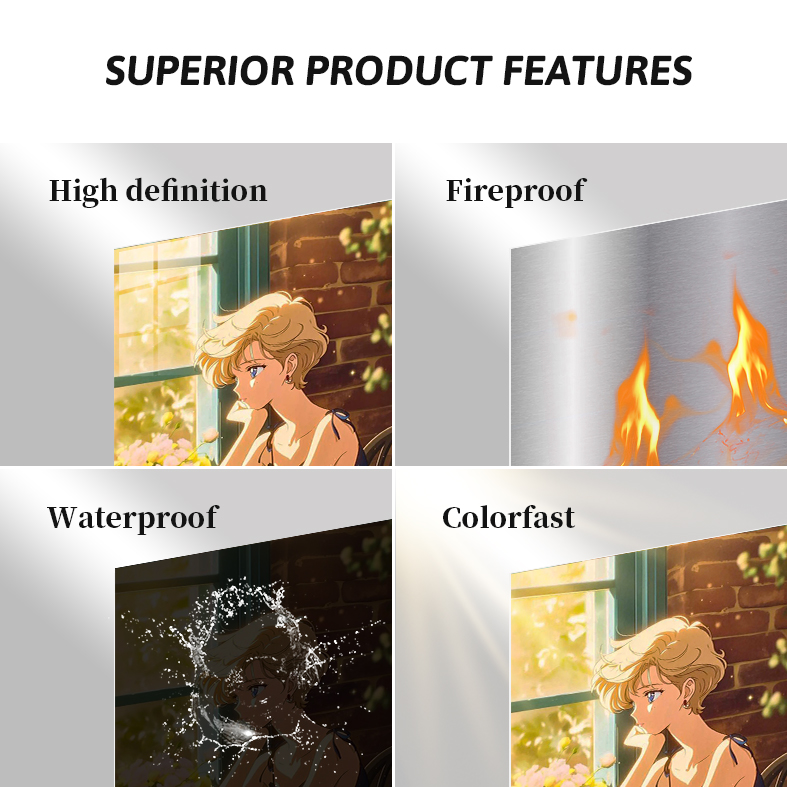 SUPERIOR PRODUCT FEATURES
High definition
Fireproof
Waterproof
Colorfast